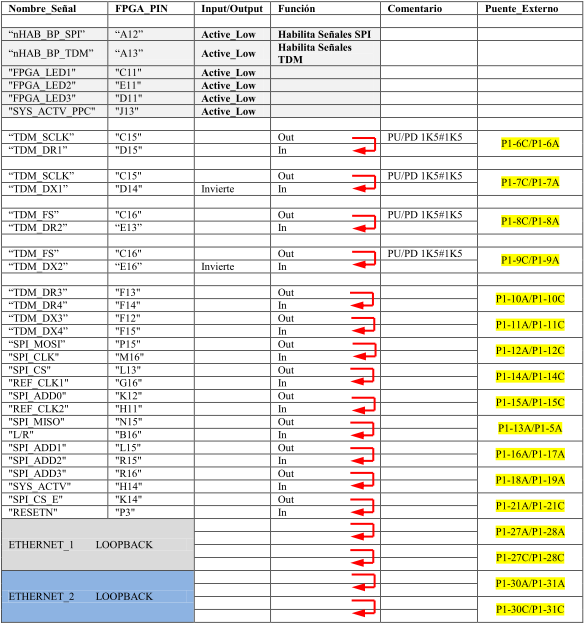 Nombre_Señal FPGA_PIN Input/Output Función Comentario Puente_Externo
“nHAB_BP_SPI” “A12” Active_Low Habilita Señales SPI
“nHAB_BP_TDM” “A13” Active_Low Habilita Señales TDM
"FPGA_LED1" "C11" Active_Low
"FPGA_LED2" "E11" Active_Low
"FPGA_LED3" "D11" Active_Low
"SYS_ACTV_PPC" "J13" Active_Low
“TDM_SCLK” "C15" Out PU/PD 1K5#1K5 P1-6C/P1-6A
“TDM_DR1” "D15" In
“TDM_SCLK” "C15" Out PU/PD 1K5#1K5 P1-7C/P1-7A
“TDM_DX1” "D14" Invierte In
“TDM_FS” "C16" Out PU/PD 1K5#1K5 P1-8C/P1-8A
“TDM_DR2” “E13” In
“TDM_FS” "C16" Out PU/PD 1K5#1K5 P1-9C/P1-9A
“TDM_DX2” “E16” Invierte In
“TDM_DR3” "F13" Out P1-10A/P1-10C
“TDM_DR4” "F14" In
“TDM_DX3” "F12" Out P1-11A/P1-11C
“TDM_DX4” "F15" In
“SPI_MOSI” "P15" Out P1-12A/P1-12C
"SPI_CLK" "M16" In
"SPI_CS" "L13" Out P1-14A/P1-14C
"REF_CLK1" "G16" In
"SPI_ADD0" "K12" Out P1-15A/P1-15C
"REF_CLK2" "H11" In
"SPI_MISO" "N15" Out P1-13A/P1-5A
"L/R" "B16" In
"SPI_ADD1" "L15" Out P1-16A/P1-17A
"SPI_ADD2" "R15" In
"SPI_ADD3" "R16" Out P1-18A/P1-19A
"SYS_ACTV" "H14" In
"SPI_CS_E" "K14" Out P1-21A/P1-21C
"RESETN" "P3" In
ETHERNET_1 LOOPBACK P1-27A/P1-28A
P1-27C/P1-28C
ETHERNET_2 LOOPBACK P1-30A/P1-31A
P1-30C/P1-31C